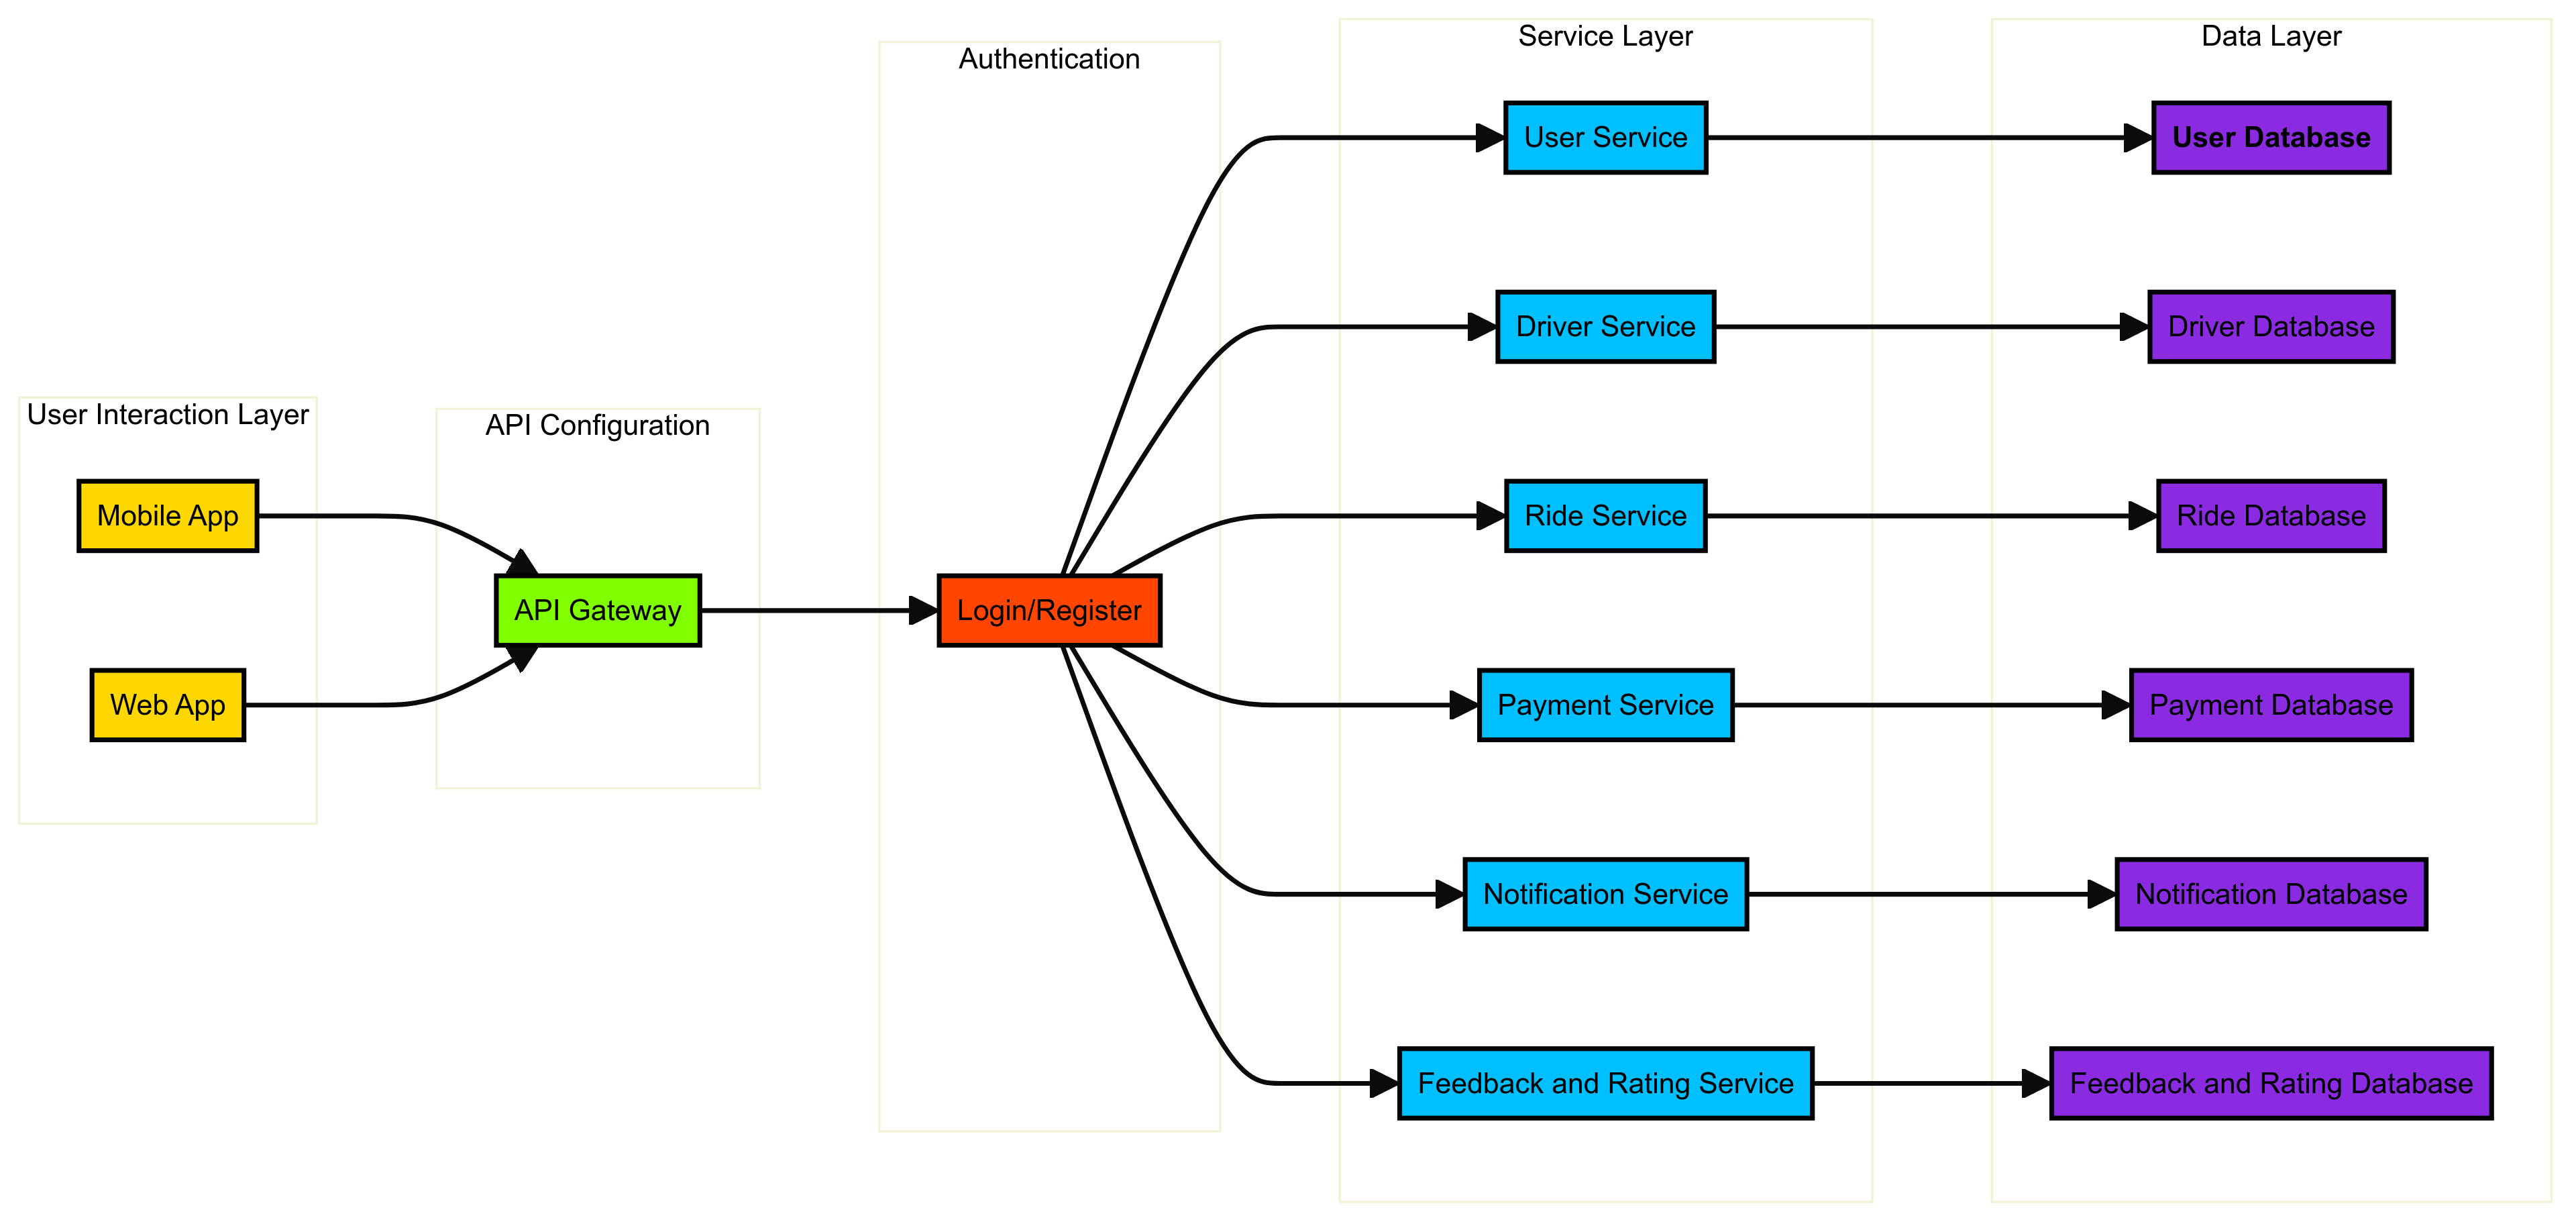 User Interaction Layer
Mobile App
Web App
API Configuration
API Gateway
Authentication
Login/Register
Service Layer
User Service
Driver Service
Ride Service
Payment Service
Notification Service
Feedback and Rating Service
Data Layer
User Database
Driver Database
Ride Database
Payment Database
Notification Database
Feedback and Rating Database